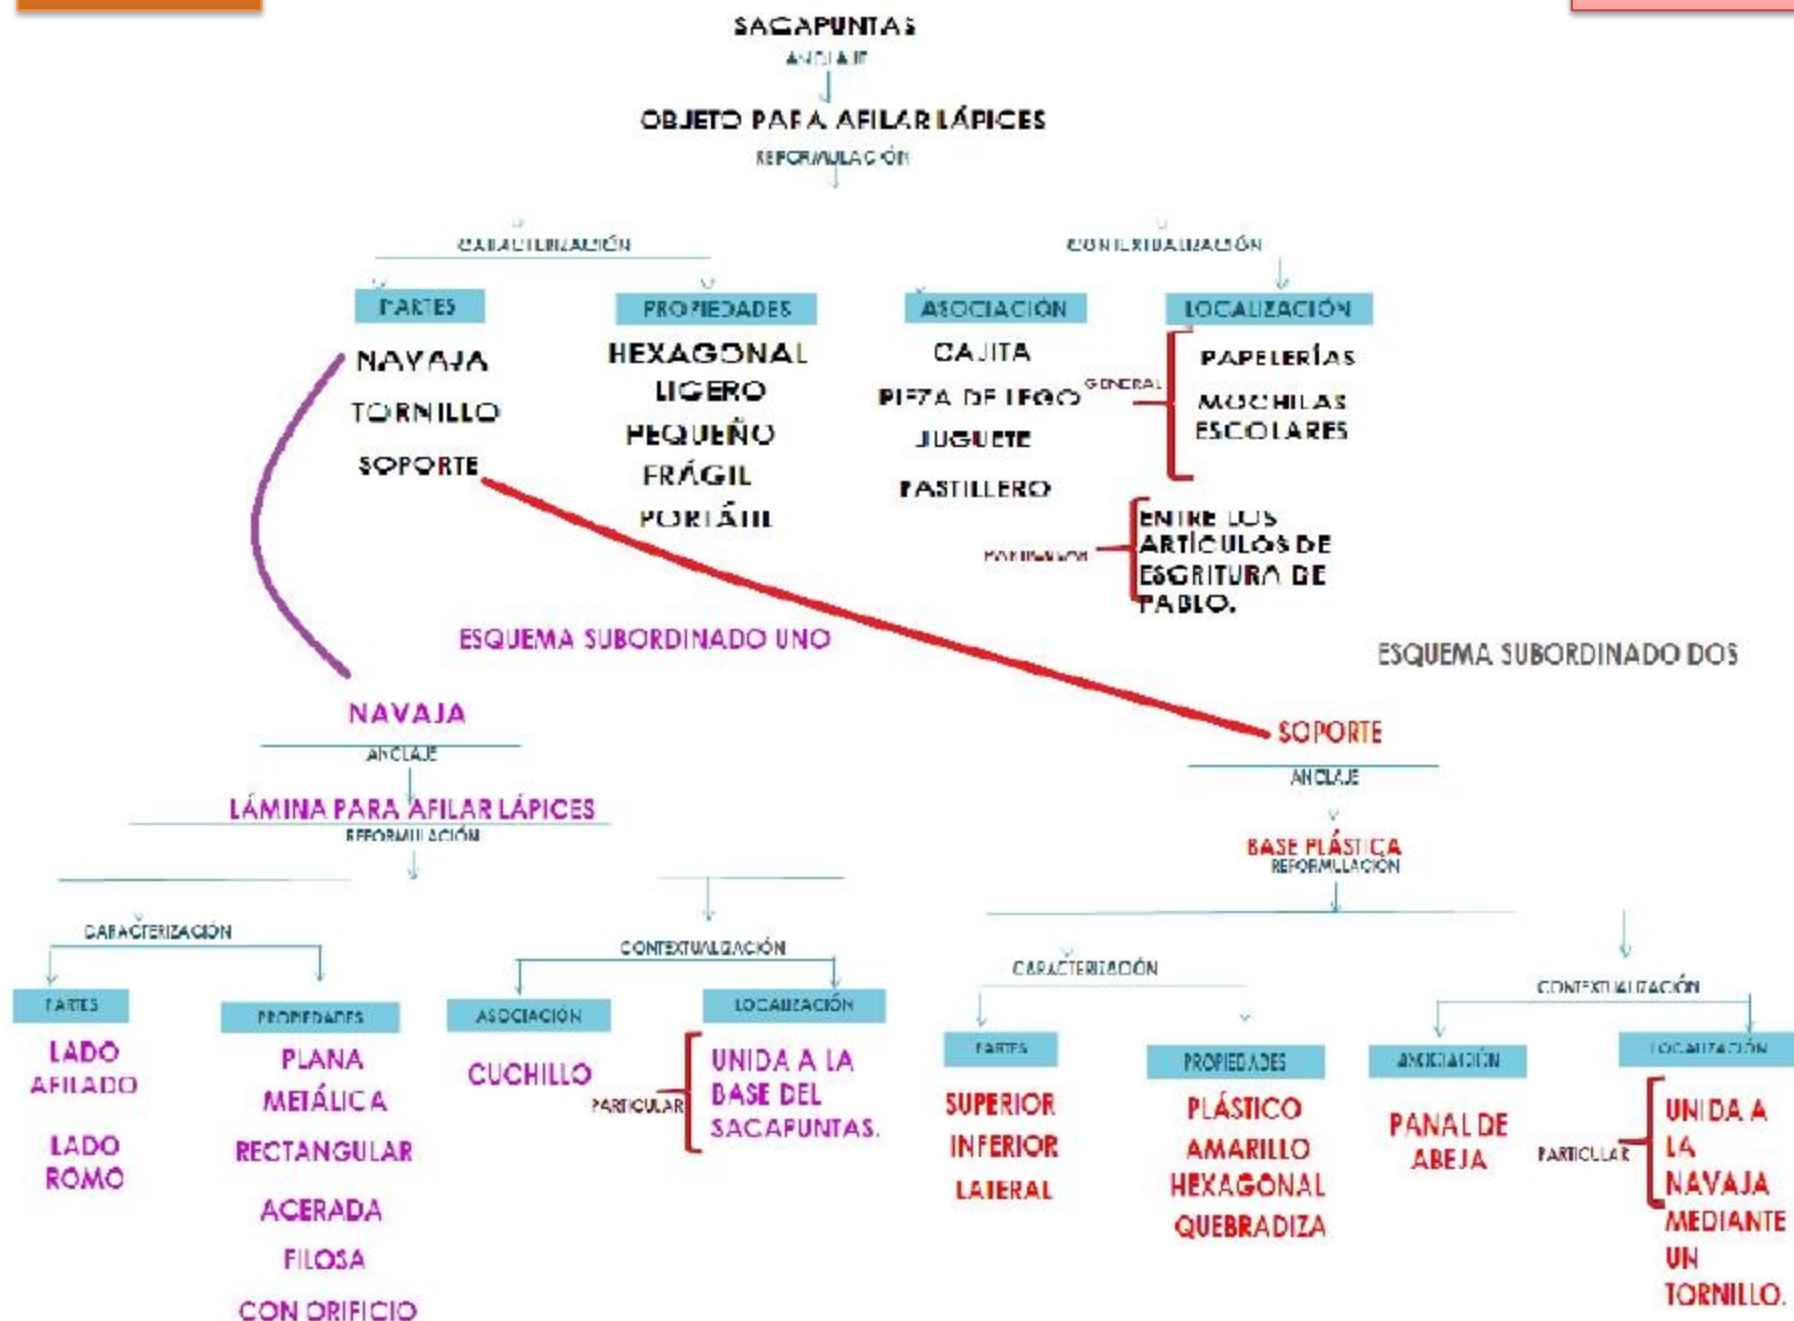 SACAPUNTAS
ANCLAJE
OBJETO PARA AFILAR LÁPICES
REFORMULACIÓN
CARACTERIZACIÓN
CONTEXTUALIZACIÓN
PARTES
PROPIEDADES
ASOCIACIÓN
LOCALIZACIÓN
NAVAJA
TORNILLO
SOPORTE
HEXAGONAL
LIGERO
PEQUEÑO
FRÁGIL
PORTÁTIL
CAJITA
PIEZA DE LEGO
JUGUETE
PASTILLERO
GENERAL
PAPELERÍAS
MOCHILAS
ESCOLARES
PARTICULAR
ENTRE LOS
ARTÍCULOS DE
ESCRITURA DE
PABLO.
ESQUEMA SUBORDINADO UNO
ESQUEMA SUBORDINADO DOS
NAVAJA
ANCLAJE
LÁMINA PARA AFILAR LÁPICES
REFORMULACIÓN
CARACTERIZACIÓN
CONTEXTUALIZACIÓN
PARTES
PROPIEDADES
ASOCIACIÓN
LOCALIZACIÓN
LADO
AFILADO
LADO
ROMO
PLANA
METÁLICA
RECTANGULAR
ACERADA
FILOSA
CON ORIFICIO
CUCHILLO
PARTICULAR
UNIDA A LA
BASE DEL
SACAPUNTAS.
SOPORTE
ANCLAJE
BASE PLÁSTICA
REFORMULACIÓN
CARACTERIZACIÓN
CONTEXTUALIZACIÓN
PARTES
PROPIEDADES
ASOCIACIÓN
LOCALIZACIÓN
SUPERIOR
INFERIOR
LATERAL
PLÁSTICO
AMARILLO
HEXAGONAL
QUEBRADIZA
PANAL DE
ABEJA
PARTICULAR
UNIDA A
LA
NAVAJA
MEDIANTE
UN
TORNILLO.